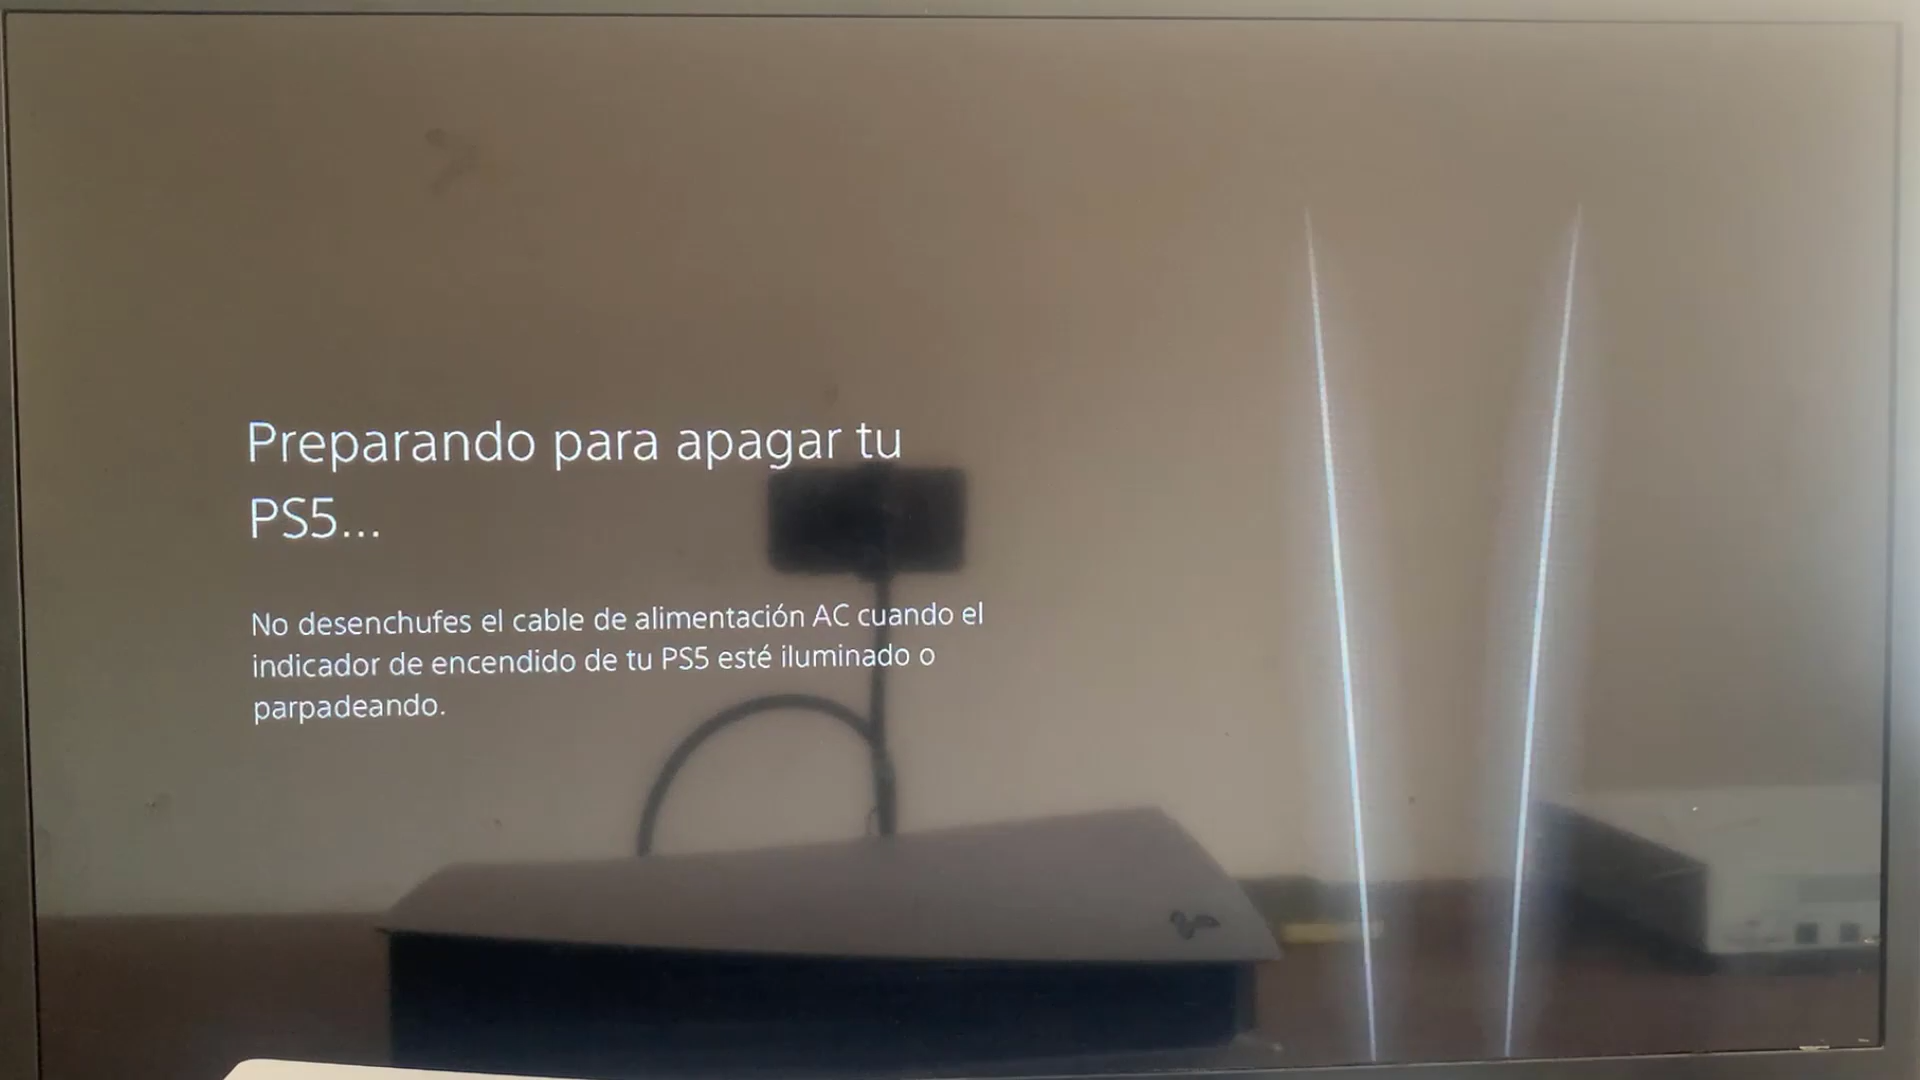 Preparando para apagar tu
PS5...
No desenchufes el cable de alimentación AC cuando el
indicador de encendido de tu PS5 esté iluminado o
parpadeando.